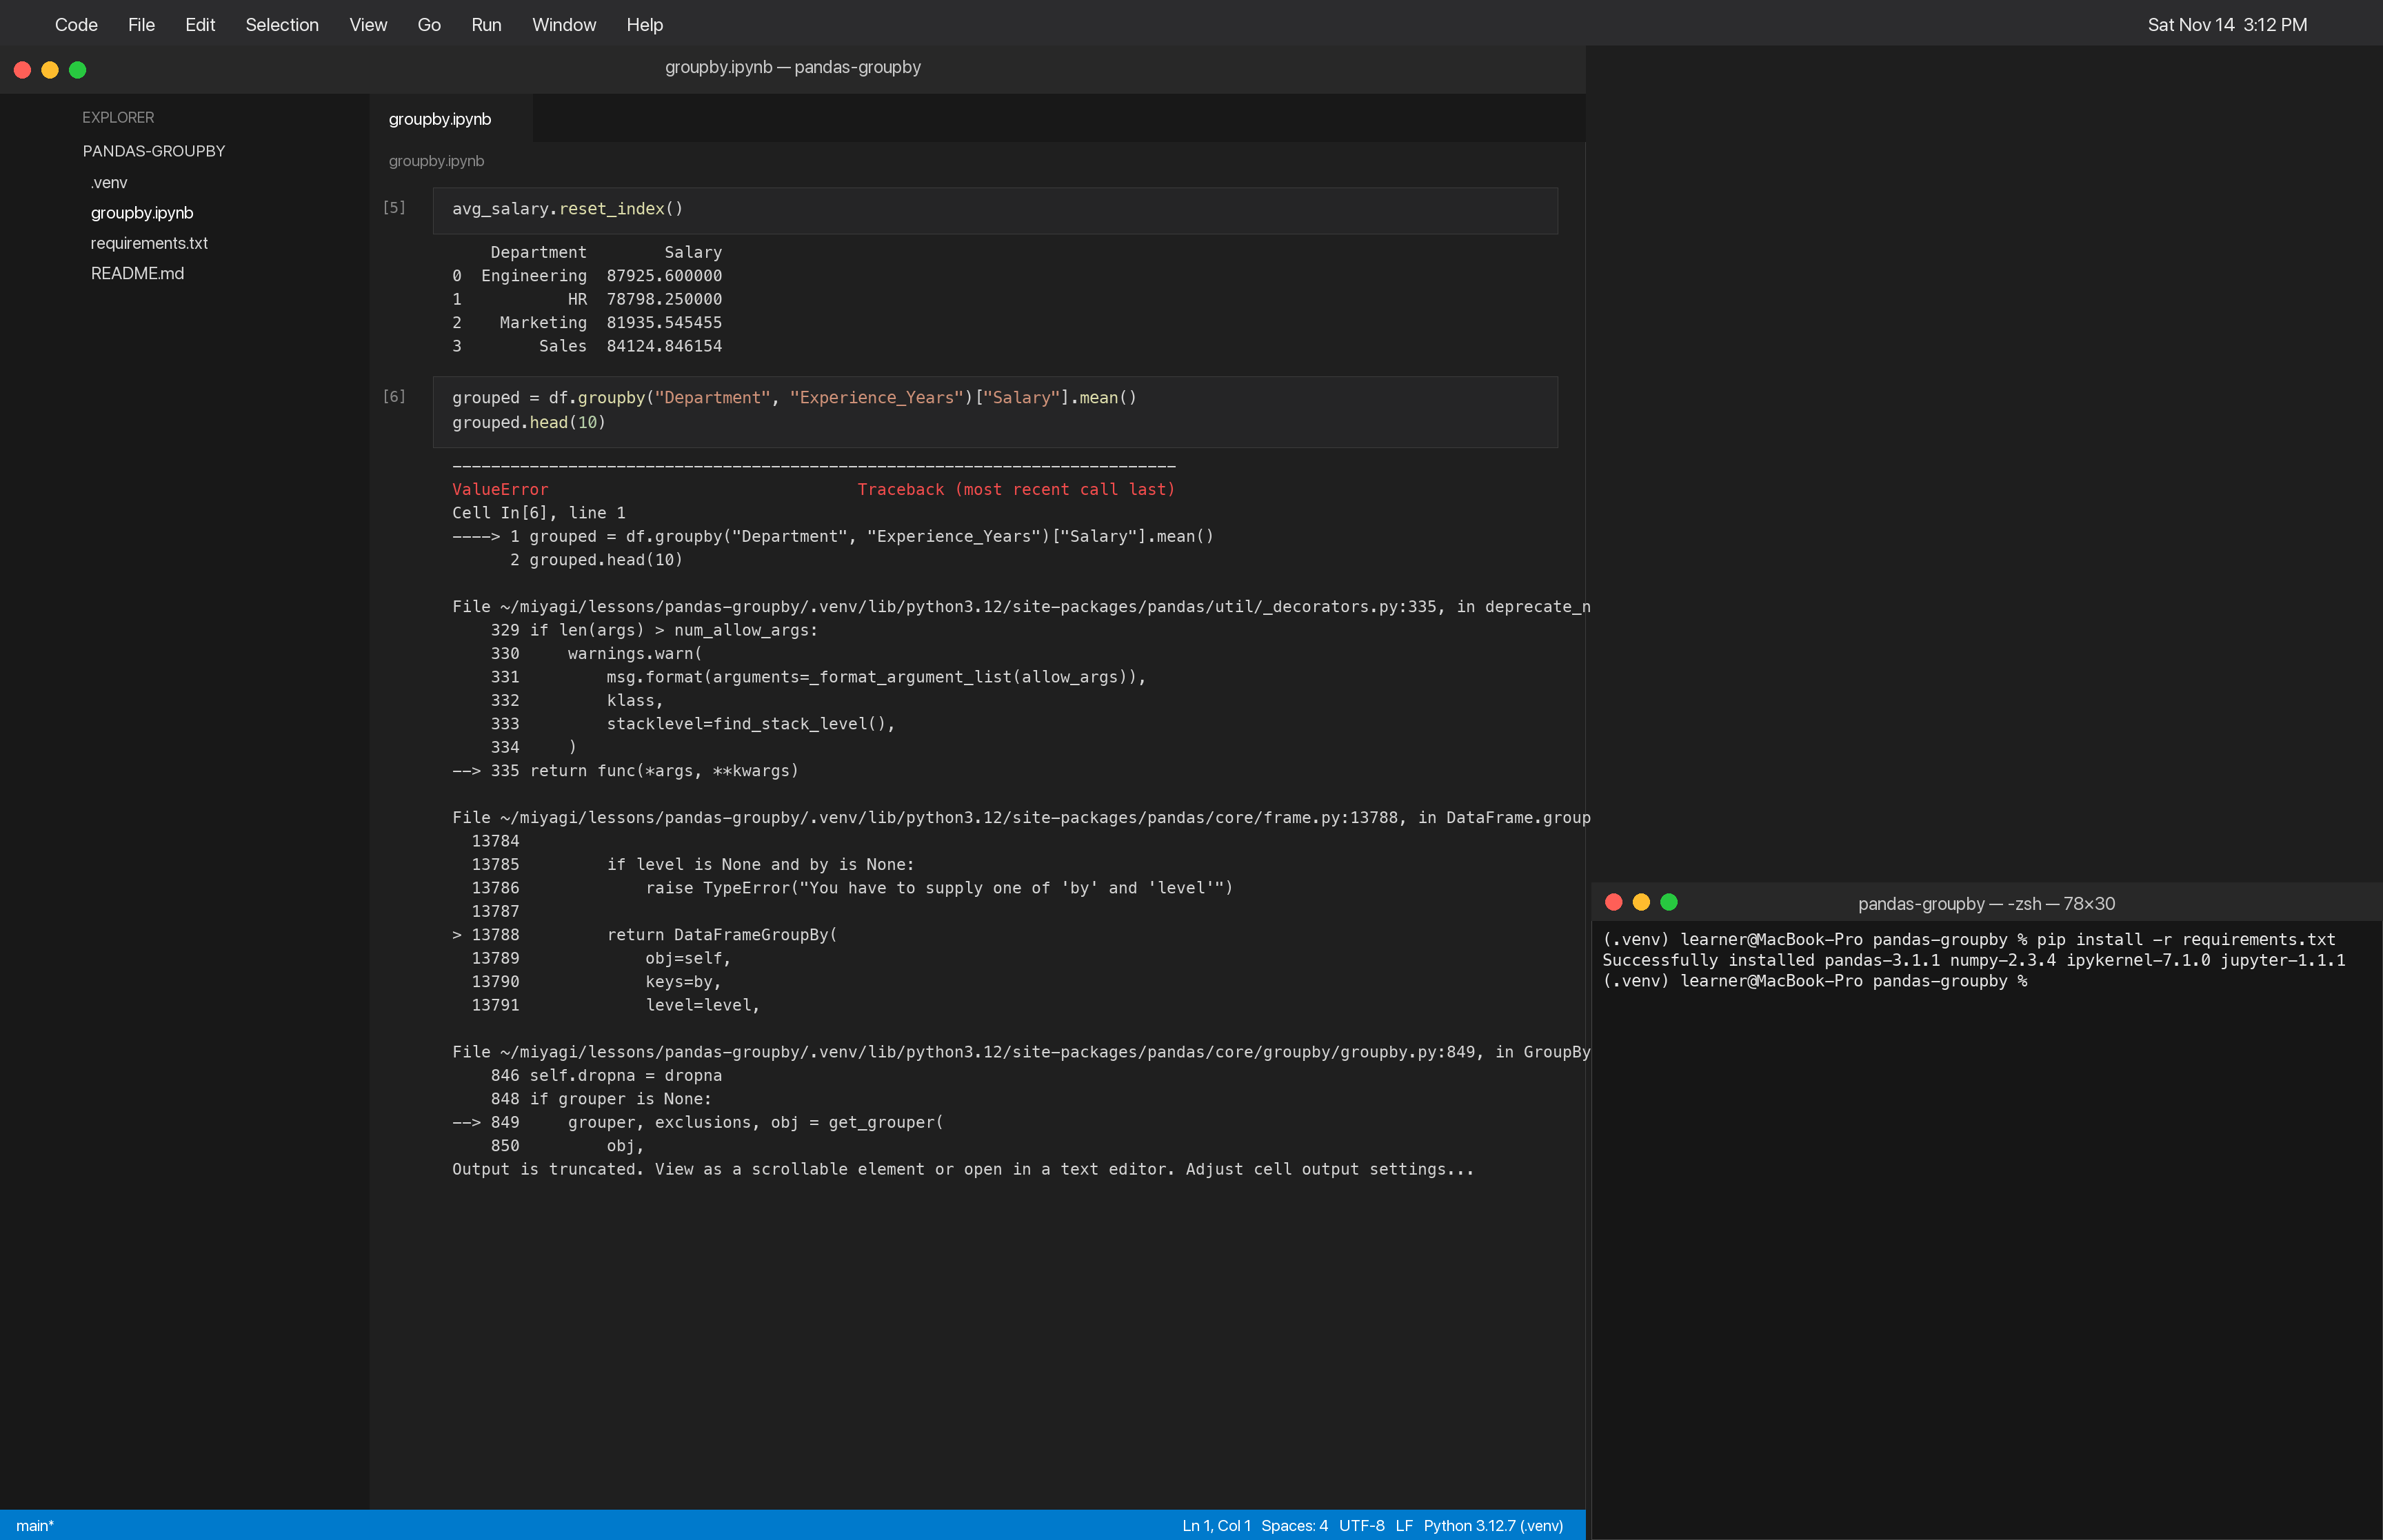 Code File Edit Selection View Go Run Window Help
Sat Nov 14 3:12 PM
groupby.ipynb — pandas-groupby
EXPLORER
PANDAS-GROUPBY
.venv
groupby.ipynb
requirements.txt
README.md
groupby.ipynb
groupby.ipynb
[5]
avg_salary.reset_index()
Department Salary
0 Engineering 87925.600000
1 HR 78798.250000
2 Marketing 81935.545455
3 Sales 84124.846154
[6]
grouped = df.groupby("Department", "Experience_Years")["Salary"].mean()
grouped.head(10)
---------------------------------------------------------------------------
ValueError Traceback (most recent call last)
Cell In[6], line 1
----> 1 grouped = df.groupby("Department", "Experience_Years")["Salary"].mean()
2 grouped.head(10)
File ~/miyagi/lessons/pandas-groupby/.venv/lib/python3.12/site-packages/pandas/util/_decorators.py:335, in deprecate_n
329 if len(args) > num_allow_args:
330 warnings.warn(
331 msg.format(arguments=_format_argument_list(allow_args)),
332 klass,
333 stacklevel=find_stack_level(),
334 )
--> 335 return func(*args, **kwargs)
File ~/miyagi/lessons/pandas-groupby/.venv/lib/python3.12/site-packages/pandas/core/frame.py:13788, in DataFrame.group
13784
13785 if level is None and by is None:
13786 raise TypeError("You have to supply one of 'by' and 'level'")
13787
> 13788 return DataFrameGroupBy(
13789 obj=self,
13790 keys=by,
13791 level=level,
File ~/miyagi/lessons/pandas-groupby/.venv/lib/python3.12/site-packages/pandas/core/groupby/groupby.py:849, in GroupBy
846 self.dropna = dropna
848 if grouper is None:
--> 849 grouper, exclusions, obj = get_grouper(
850 obj,
Output is truncated. View as a scrollable element or open in a text editor. Adjust cell output settings...
main*
Ln 1, Col 1 Spaces: 4 UTF-8 LF Python 3.12.7 (.venv)
pandas-groupby — -zsh — 78×30
(.venv) learner@MacBook-Pro pandas-groupby % pip install -r requirements.txt
Successfully installed pandas-3.1.1 numpy-2.3.4 ipykernel-7.1.0 jupyter-1.1.1
(.venv) learner@MacBook-Pro pandas-groupby %